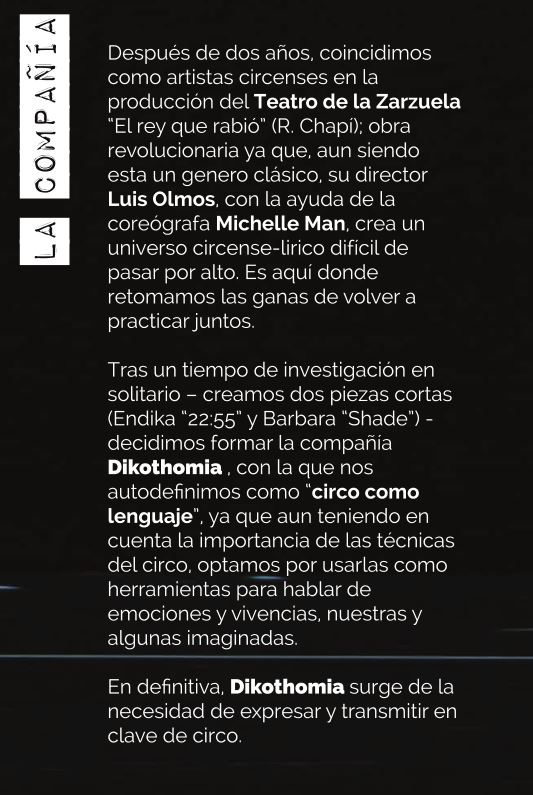 LA COMPAÑÍA
Después de dos años, coincidimos
como artistas circenses en la
producción del Teatro de la Zarzuela
“El rey que rabió” (R. Chapí); obra
revolucionaria ya que, aun siendo
esta un genero clásico, su director
Luis Olmos, con la ayuda de la
coreógrafa Michelle Man, crea un
universo circense-lirico difícil de
pasar por alto. Es aquí donde
retomamos las ganas de volver a
practicar juntos.
Tras un tiempo de investigación en
solitario – creamos dos piezas cortas
(Endika “22:55” y Barbara “Shade”) -
decidimos formar la compañía
Dikothomia , con la que nos
autodefinimos como “circo como
lenguaje”, ya que aun teniendo en
cuenta la importancia de las técnicas
del circo, optamos por usarlas como
herramientas para hablar de
emociones y vivencias, nuestras y
algunas imaginadas.
En definitiva, Dikothomia surge de la
necesidad de expresar y transmitir en
clave de circo.